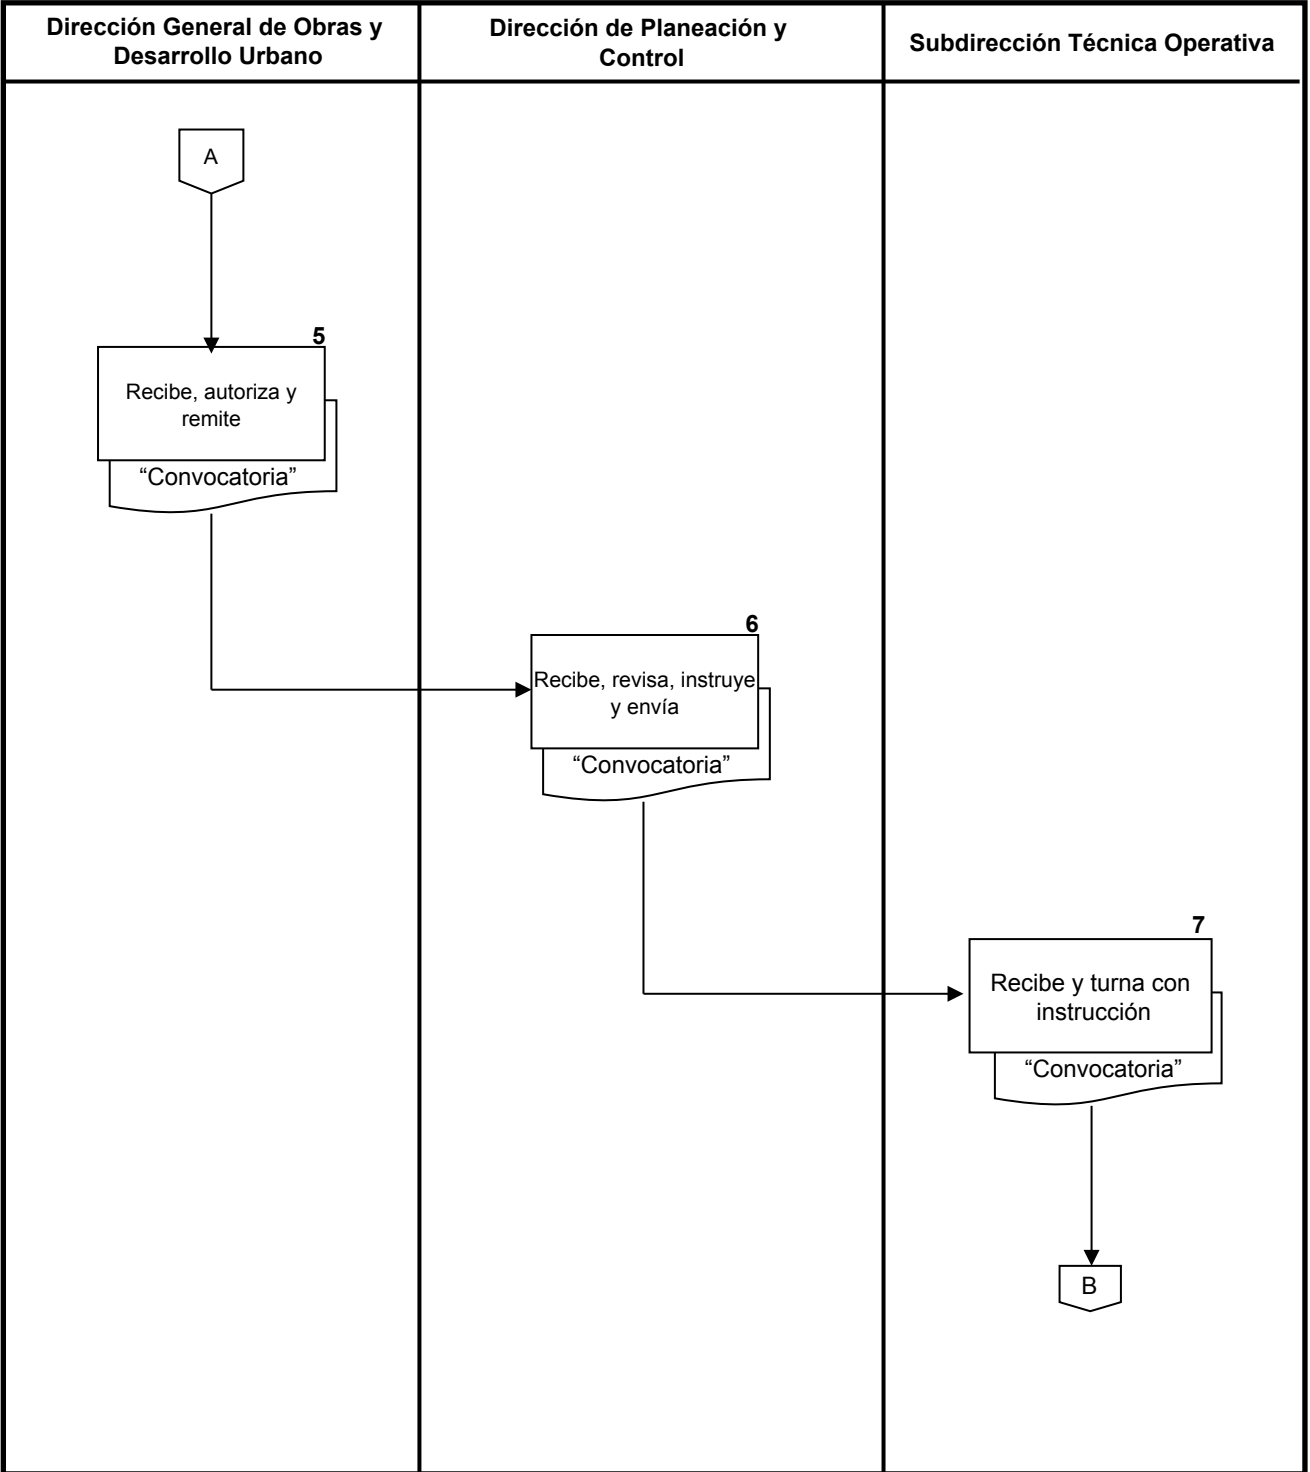 Dirección General de Obras y
Desarrollo Urbano
Dirección de Planeación y
Control
Subdirección Técnica Operativa
A
5
Recibe, autoriza y
remite
“Convocatoria”
6
Recibe, revisa, instruye
y envía
“Convocatoria”
7
Recibe y turna con
instrucción
“Convocatoria”
B